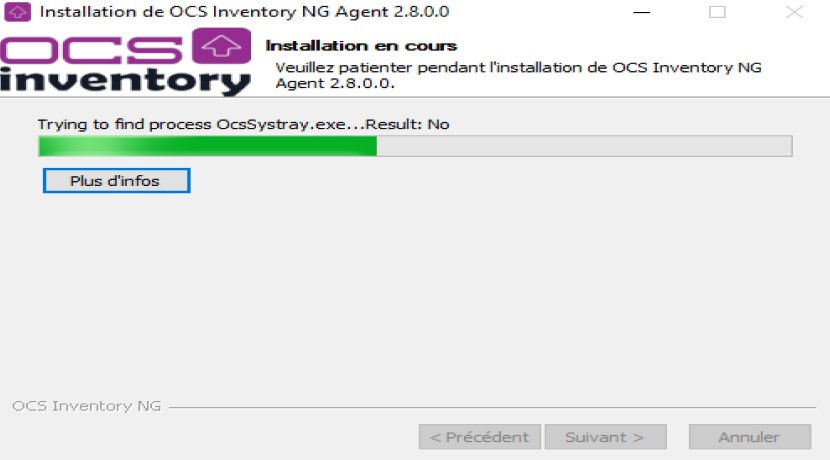 Installation de OCS Inventory NG Agent 2.8.0.0
OCS
inventory
Installation en cours
Veuillez patienter pendant l'installation de OCS Inventory NG
Agent 2.8.0.0.
Trying to find process OcsSystray.exe...Result: No
Plus d'infos
OCS Inventory NG
< Précédent
Suivant >
Annuler